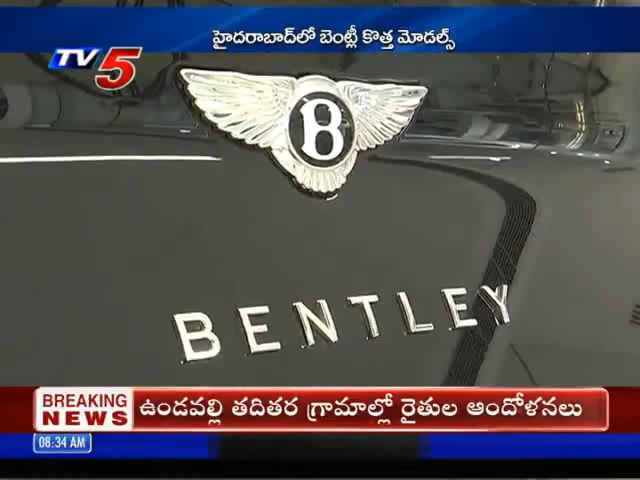 హైదరాబాద్‌లో బెంట్లీ కొత్త మోడల్స్
TV5
B
BENTLEY
BREAKING NEWS
ఉండవల్లి తదితర గ్రామాల్లో రైతుల ఆందోళనలు
08:34 AM